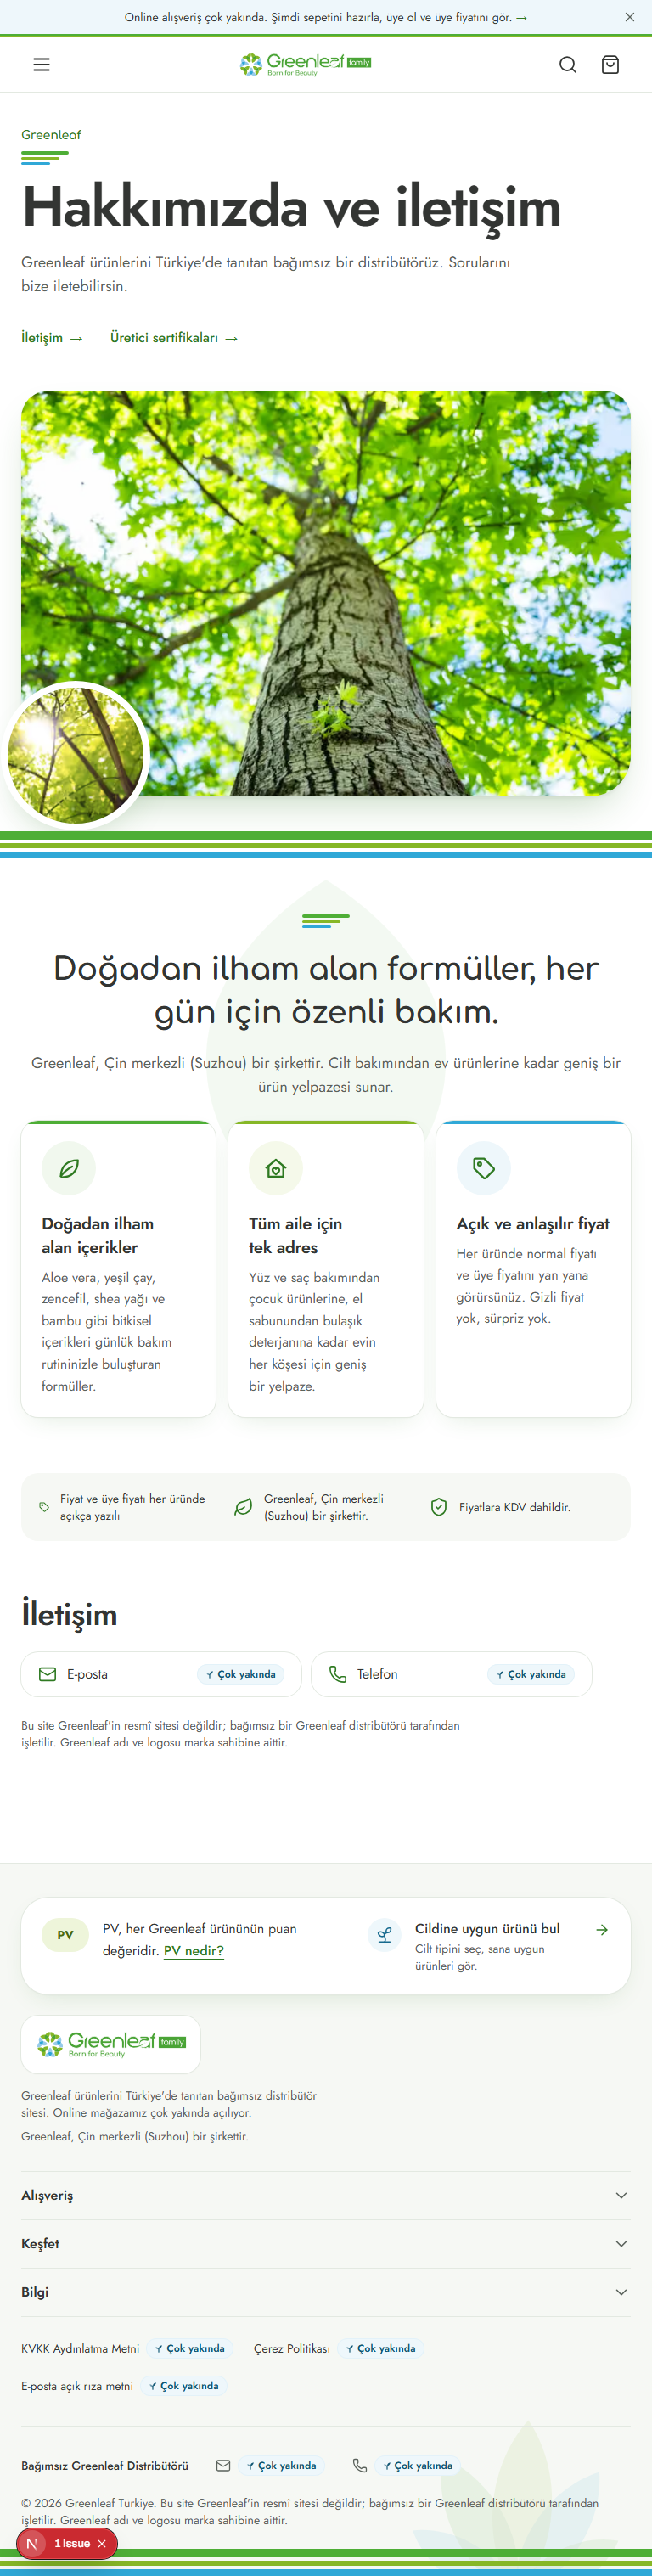 Online alışveriş çok yakında. Şimdi sepetini hazırla, üye ol ve üye fiyatını gör. →
Greenleaf family
Born for Beauty
Greenleaf
Hakkımızda ve iletişim
Greenleaf ürünlerini Türkiye'de tanıtan bağımsız bir distribütörüz. Sorularını
bize iletebilirsin.
İletişim → Üretici sertifikaları →
Doğadan ilham alan formüller, her
gün için özenli bakım.
Greenleaf, Çin merkezli (Suzhou) bir şirkettir. Cilt bakımından ev ürünlerine kadar geniş bir
ürün yelpazesi sunar.
Doğadan ilham
alan içerikler
Aloe vera, yeşil çay,
zencefil, shea yağı ve
bambu gibi bitkisel
içerikleri günlük bakım
rutininizle buluşturan
formüller.
Tüm aile için
tek adres
Yüz ve saç bakımından
çocuk ürünlerine, el
sabunundan bulaşık
deterjanına kadar evin
her köşesi için geniş
bir yelpaze.
Açık ve anlaşılır fiyat
Her üründe normal fiyatı
ve üye fiyatını yan yana
görürsünüz. Gizli fiyat
yok, sürpriz yok.
Fiyat ve üye fiyatı her üründe
açıkça yazılı
Greenleaf, Çin merkezli
(Suzhou) bir şirkettir.
Fiyatlara KDV dahildir.
İletişim
E-posta Çok yakında
Telefon Çok yakında
Bu site Greenleaf'in resmî sitesi değildir; bağımsız bir Greenleaf distribütörü tarafından
işletilir. Greenleaf adı ve logosu marka sahibine aittir.
PV
PV, her Greenleaf ürününün puan
değeridir. PV nedir?
Cildine uygun ürünü bul
Cilt tipini seç, sana uygun
ürünleri gör.
→
Greenleaf family
Born for Beauty
Greenleaf ürünlerini Türkiye'de tanıtan bağımsız distribütör
sitesi. Online mağazamız çok yakında açılıyor.
Greenleaf, Çin merkezli (Suzhou) bir şirkettir.
Alışveriş
Keşfet
Bilgi
KVKK Aydınlatma Metni Çok yakında Çerez Politikası Çok yakında
E-posta açık rıza metni Çok yakında
Bağımsız Greenleaf Distribütörü Çok yakında Çok yakında
© 2026 Greenleaf Türkiye. Bu site Greenleaf'in resmî sitesi değildir; bağımsız bir Greenleaf distribütörü tarafından
işletilir. Greenleaf adı ve logosu marka sahibine aittir.
N 1 Issue